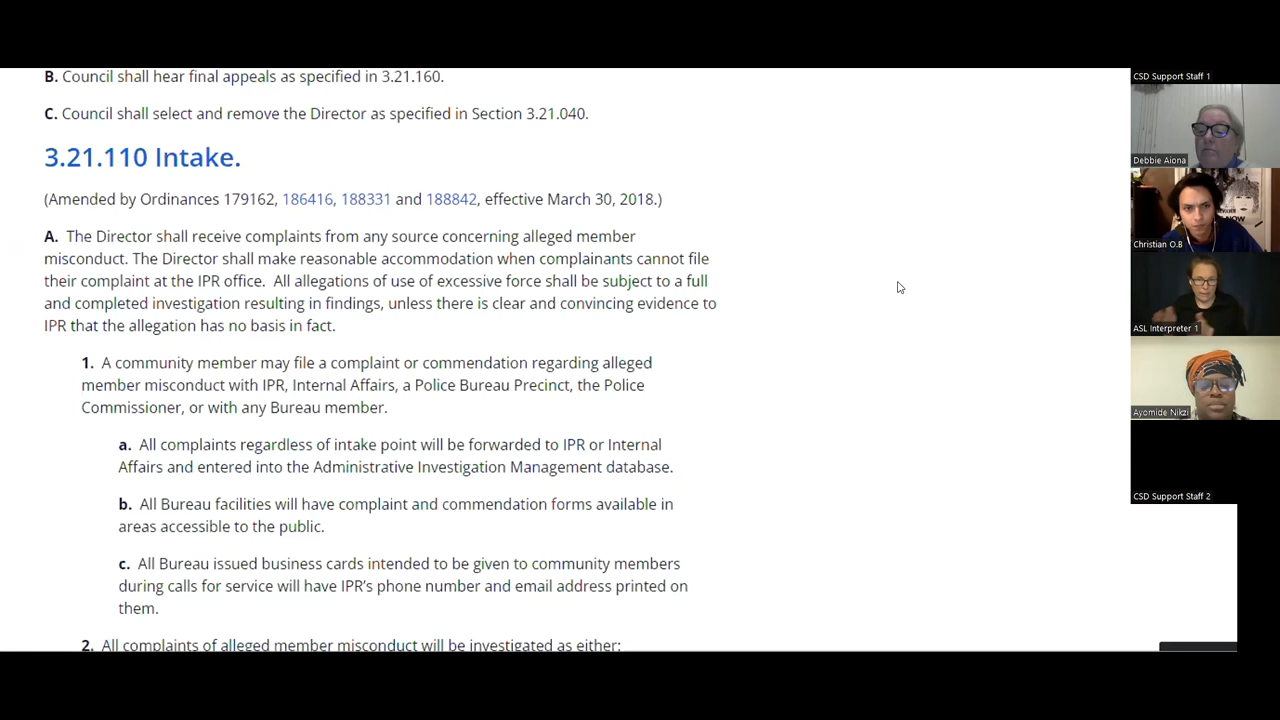 B. Council shall hear final appeals as specified in 3.21.160.
C. Council shall select and remove the Director as specified in Section 3.21.040.
3.21.110 Intake.
(Amended by Ordinances 179162, 186416, 188331 and 188842, effective March 30, 2018.)
A. The Director shall receive complaints from any source concerning alleged member
misconduct. The Director shall make reasonable accommodation when complainants cannot file
their complaint at the IPR office. All allegations of use of excessive force shall be subject to a full
and completed investigation resulting in findings, unless there is clear and convincing evidence to
IPR that the allegation has no basis in fact.
1. A community member may file a complaint or commendation regarding alleged
member misconduct with IPR, Internal Affairs, a Police Bureau Precinct, the Police
Commissioner, or with any Bureau member.
a. All complaints regardless of intake point will be forwarded to IPR or Internal
Affairs and entered into the Administrative Investigation Management database.
b. All Bureau facilities will have complaint and commendation forms available in
areas accessible to the public.
c. All Bureau issued business cards intended to be given to community members
during calls for service will have IPR's phone number and email address printed on
them.
2. All complaints of alleged member misconduct will be investigated as either:
CSD Support Staff 1
Debbie Aiona
Christian O.B
ASL Interpreter 1
Ayomide Nikzi
CSD Support Staff 2